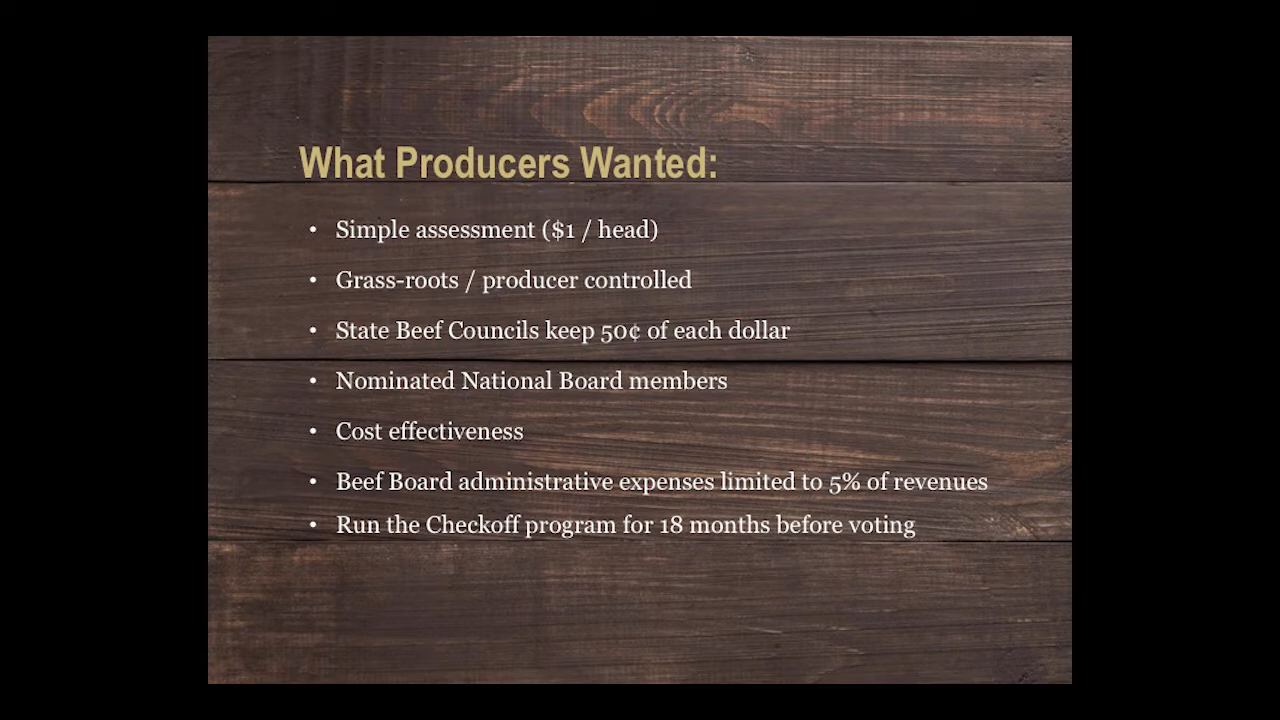 What Producers Wanted:
• Simple assessment ($1 / head)
• Grass-roots / producer controlled
• State Beef Councils keep 50¢ of each dollar
• Nominated National Board members
• Cost effectiveness
• Beef Board administrative expenses limited to 5% of revenues
• Run the Checkoff program for 18 months before voting